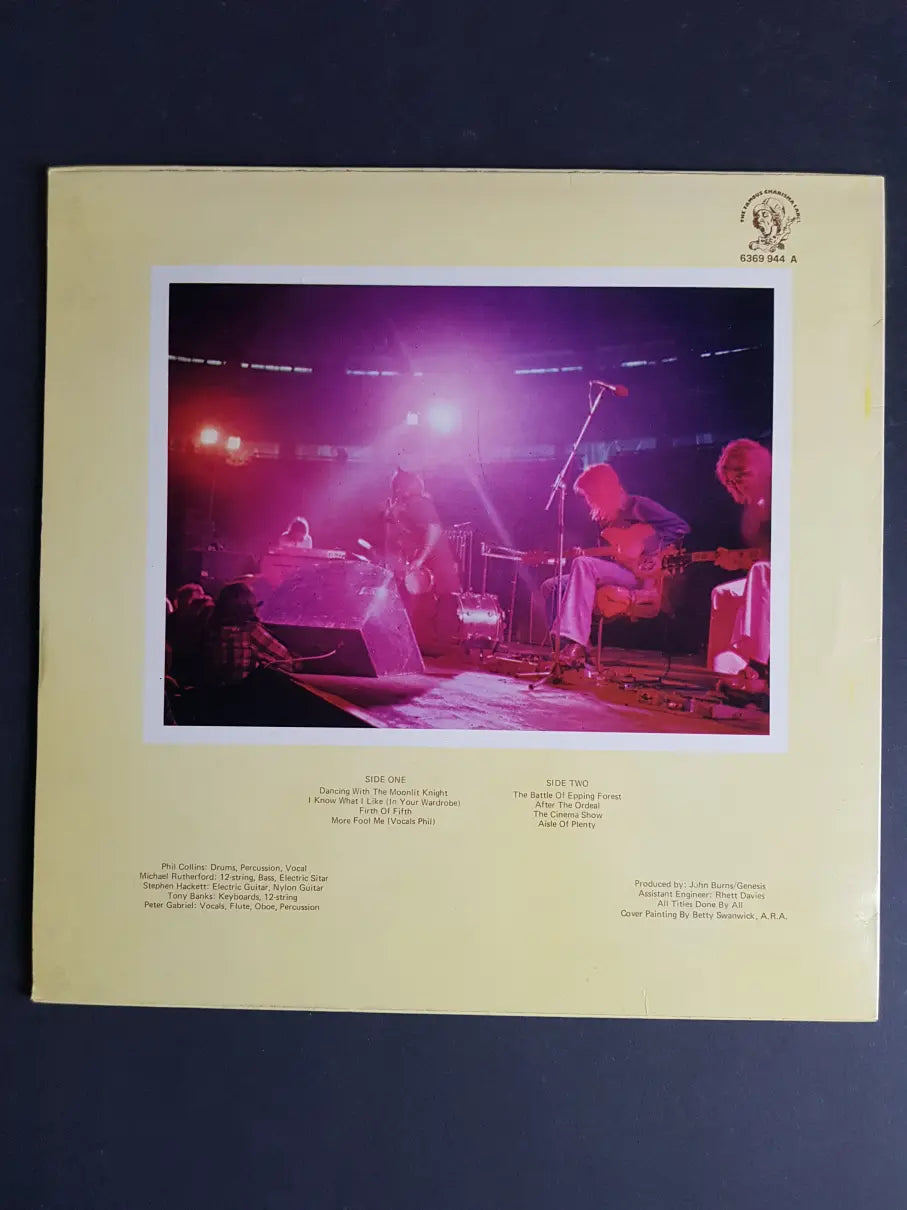 THE FAMOUS CHARISMA LABEL
6369 944 A
SIDE ONE
Dancing With The Moonlit Knight
I Know What I Like (In Your Wardrobe)
Firth Of Fifth
More Fool Me (Vocals Phil)
SIDE TWO
The Battle Of Epping Forest
After The Ordeal
The Cinema Show
Aisle Of Plenty
Phil Collins: Drums, Percussion, Vocal
Michael Rutherford: 12-string, Bass, Electric Sitar
Stephen Hackett: Electric Guitar, Nylon Guitar
Tony Banks: Keyboards, 12-string
Peter Gabriel: Vocals, Flute, Oboe, Percussion
Produced by: John Burns/Genesis
Assistant Engineer: Rhett Davies
All Titles Done By All
Cover Painting By Betty Swanwick, A.R.A.